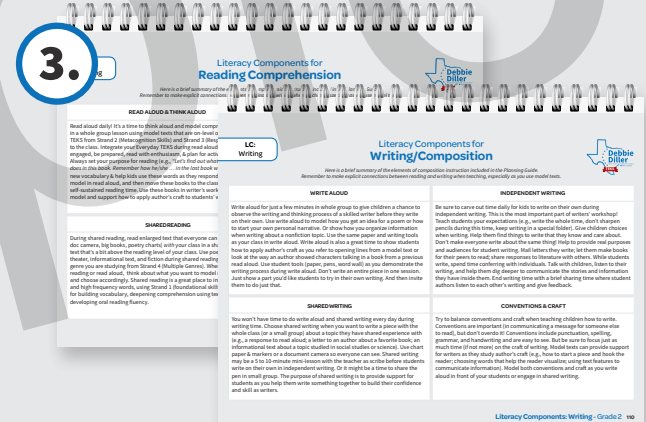 3.
Literacy Components for
Reading Comprehension
Debbie
Diller
Here is a brief summary of the
Remember to make explicit connections
READ ALOUD & THINK ALOUD
Read aloud daily! It's a time to think aloud and model compr
in a whole group lesson using model texts that are on-level o
TEKS from Strand 2 (Metacognition Skills) and Strand 3 (Resp
to the class. Integrate your Everyday TEKS during read aloud
engaged, be prepared, read with enthusiasm, & plan for activ
Always set your purpose for reading (e.g., "Let's find out what
does in this book. Remember how he/she ... in the last book w
new vocabulary & help kids use these words as they respond
model in read aloud, and then move these books to the class
self-sustained reading time. Use these books in writer's work
model and support how to apply author's craft to students' w
SHARED READING
During shared reading, read enlarged text that everyone can
doc camera, big books, poetry charts) with your class in a sh
text that's a bit above the reading level of your class. Use poe
theater, informational text, and fiction during shared reading
genre you are studying from Strand 4 (Multiple Genres). Whe
reading or read aloud, think about what you want to model
and choose accordingly. Shared reading is a great place to in
and high frequency words, using Strand 1 (foundational skill
for building vocabulary, deepening comprehension using te
developing oral reading fluency.
LC:
Writing
Literacy Components for
Writing/Composition
Debbie
Diller
Here is a brief summary of the elements of composition instruction included in the Planning Guide.
Remember to make explicit connections between reading and writing when teaching, especially as you use model texts.
WRITE ALOUD
Write aloud for just a few minutes in whole group to give children a chance to
observe the writing and thinking process of a skilled writer before they write
on their own. Use write aloud to model how you get an idea for a poem or how
to start your own personal narrative. Or show how you organize information
when writing about a nonfiction topic. Use the same paper and writing tools
as your class in write aloud. Write aloud is also a great time to show students
how to apply author's craft as you refer to opening lines from a model text or
look at the way an author showed characters talking in a book from a previous
read aloud. Use student tools (paper, pens, word wall) as you demonstrate the
writing process during write aloud. Don't write an entire piece in one session.
Just show a part you'd like students to try in their own writing. And then invite
them to do just that.
INDEPENDENT WRITING
Be sure to carve out time daily for kids to write on their own during
independent writing. This is the most important part of writers' workshop!
Teach students your expectations (e.g., write the whole time, don't sharpen
pencils during this time, keep writing in a special folder). Give children choices
when writing. Help them find things to write that they know and care about.
Don't make everyone write about the same thing! Help to provide real purposes
and audiences for student writing. Mail letters they write; let them make books
for their peers to read; share responses to literature with others. While students
write, spend time conferring with individuals. Talk with children, listen to their
writing, and help them dig deeper to communicate the stories and information
they have inside them. End writing time with a brief sharing time where student
authors listen to each other's writing and give feedback.
SHARED WRITING
You won't have time to do write aloud and shared writing every day during
writing time. Choose shared writing when you want to write a piece with the
whole class (or a small group) about a topic they have shared experience with
(e.g., a response to read aloud; a letter to an author about a favorite book; an
informational text about a topic studied in social studies or science). Use chart
paper & markers or a document camera so everyone can see. Shared writing
may be a 5 to 10-minute mini-lesson with the teacher as scribe before students
write on their own in independent writing. Or it might be a time to share the
pen in small group. The purpose of shared writing is to provide support for
students as you help them write something together to build their confidence
and skill as writers.
CONVENTIONS & CRAFT
Try to balance conventions and craft when teaching children how to write.
Conventions are important (in communicating a message for someone else
to read), but don't overdo it! Conventions include punctuation, spelling,
grammar, and handwriting and are easy to see. But be sure to focus just as
much time (if not more) on the craft of writing. Model texts can provide support
for writers as they study author's craft (e.g., how to start a piece and hook the
reader; choosing words that help the reader visualize; using text features to
communicate information). Model both conventions and craft as you write
aloud in front of your students or engage in shared writing.
Literacy Components: Writing - Grade 2 110